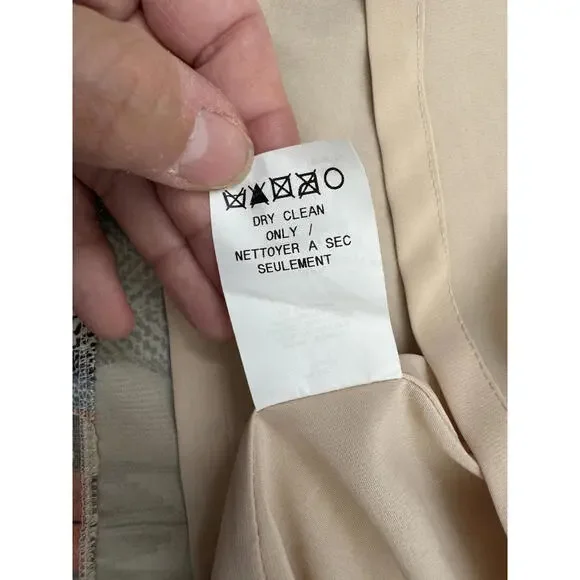 DRY CLEAN
ONLY /
NETTOYER A SEC
SEULEMENT